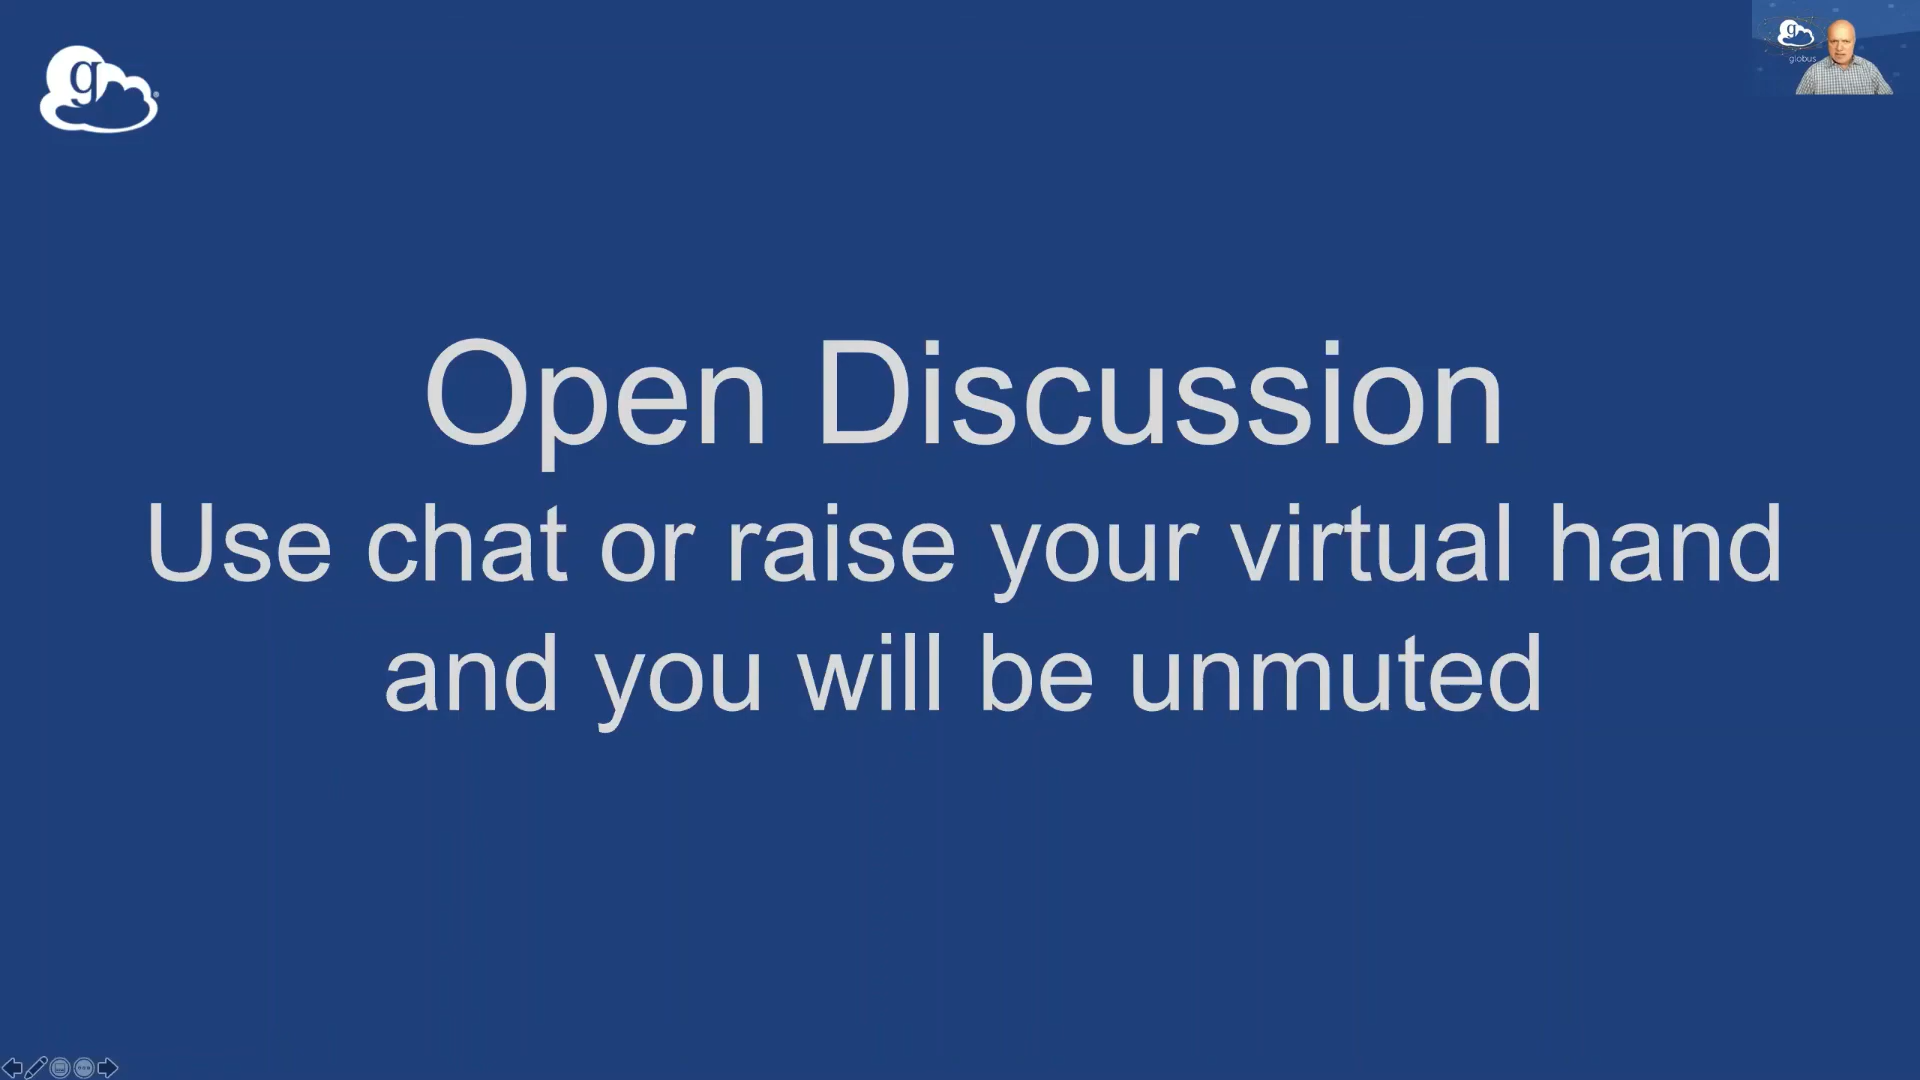 g
globus
Open Discussion
Use chat or raise your virtual hand
and you will be unmuted